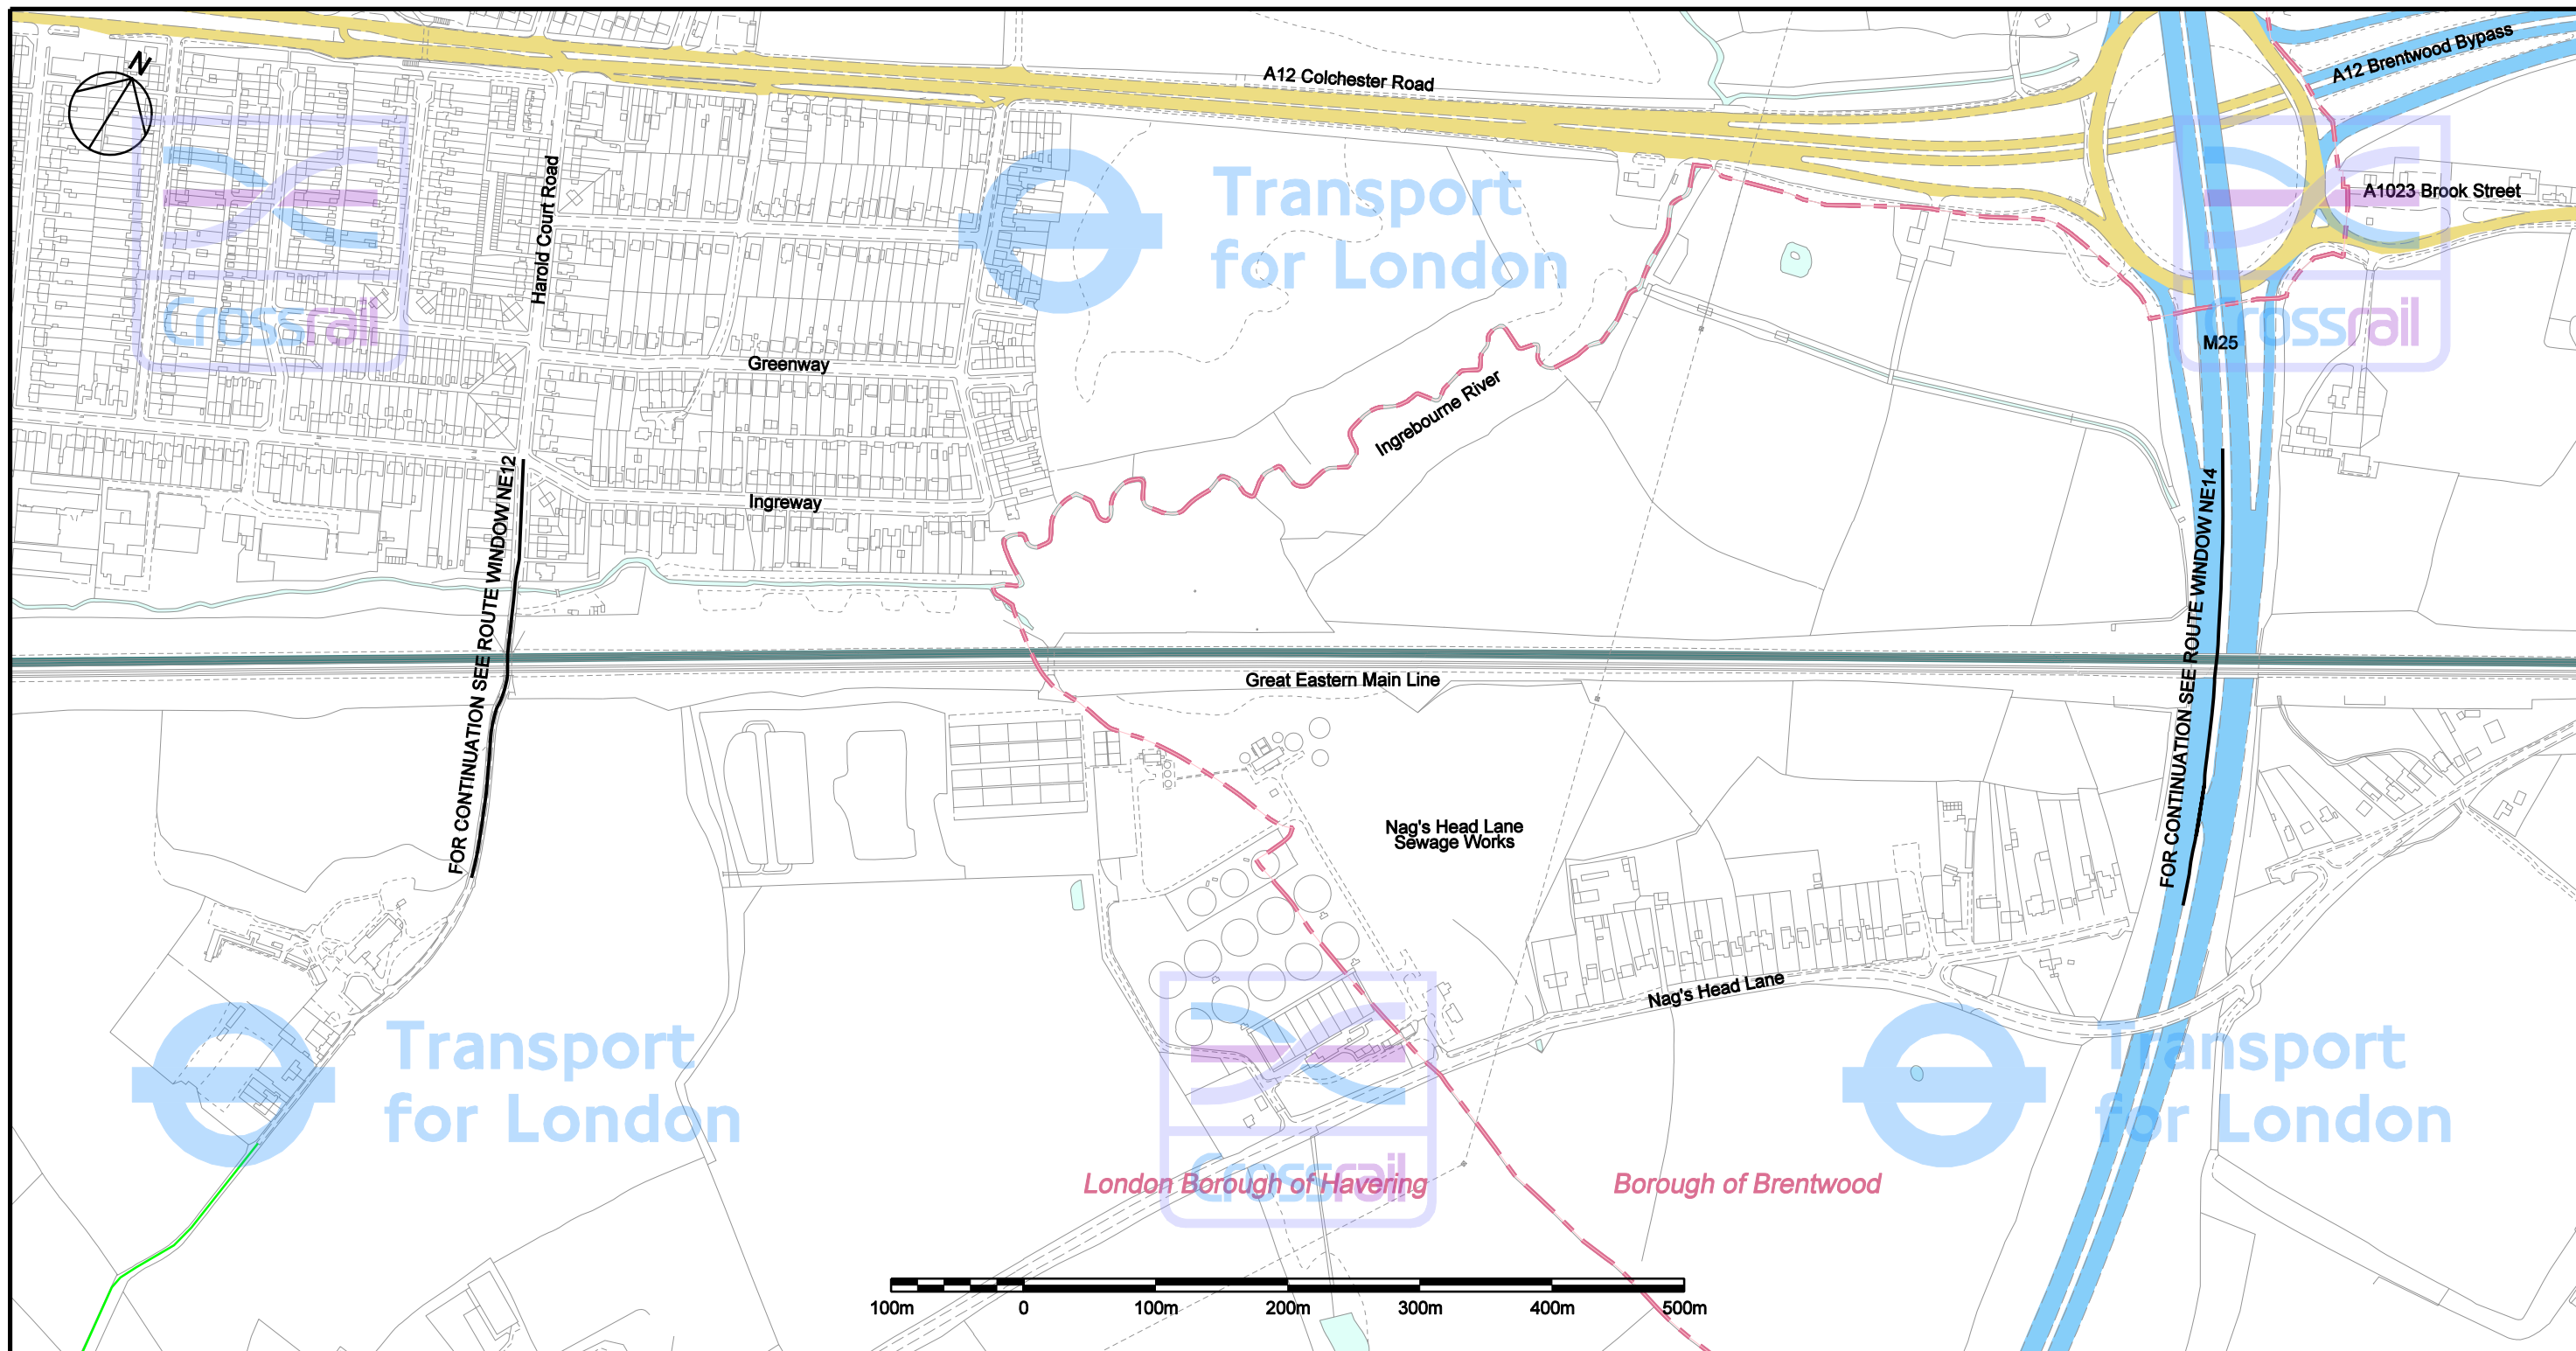 N
A12 Colchester Road
A12 Brentwood Bypass
A1023 Brook Street
Harold Court Road
Transport
for London
Crossrail
Crossrail
M25
Greenway
Ingrebourne River
Ingreway
FOR CONTINUATION SEE ROUTE WINDOW NE12
FOR CONTINUATION SEE ROUTE WINDOW NE14
Great Eastern Main Line
Nag's Head Lane
Sewage Works
Nag's Head Lane
Transport
for London
Transport
for London
Crossrail
London Borough of Havering
Borough of Brentwood
100m 0 100m 200m 300m 400m 500m